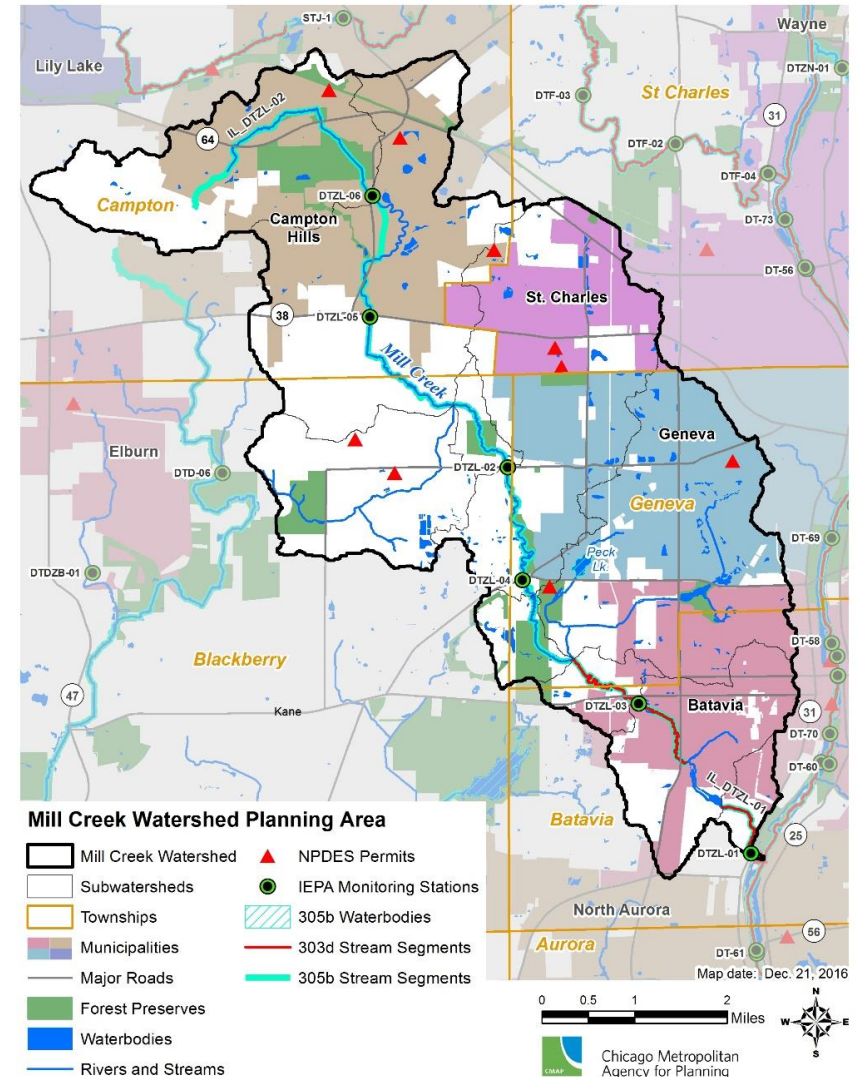 STJ-1
Wayne
Lily Lake
DTZN-01
DTF-03
St Charles
IL_DTZL-02
31
64
DTF-02
DTF-04
DTZL-06
Campton
DT-73
Campton
Hills
DT-56
St. Charles
38
DTZL-05
Mill Creek
Geneva
Elburn
DTD-06
DTZL-02
Geneva
DT-69
Peck
Lk.
DTDZB-01
DTZL-04
DT-58
Blackberry
47
Kane
DTZL-03
Batavia
31
DT-70
DT-60
IL_DTZL-01
Batavia
25
DTZL-01
North Aurora
56
Aurora
DT-61
Map date: Dec. 21, 2016
Mill Creek Watershed Planning Area
Mill Creek Watershed
Subwatersheds
Townships
Municipalities
Major Roads
Forest Preserves
Waterbodies
Rivers and Streams
NPDES Permits
IEPA Monitoring Stations
305b Waterbodies
303d Stream Segments
305b Stream Segments
0 0.5 1 2
Miles
N
W E
S
CMAP
Chicago Metropolitan
Agency for Planning